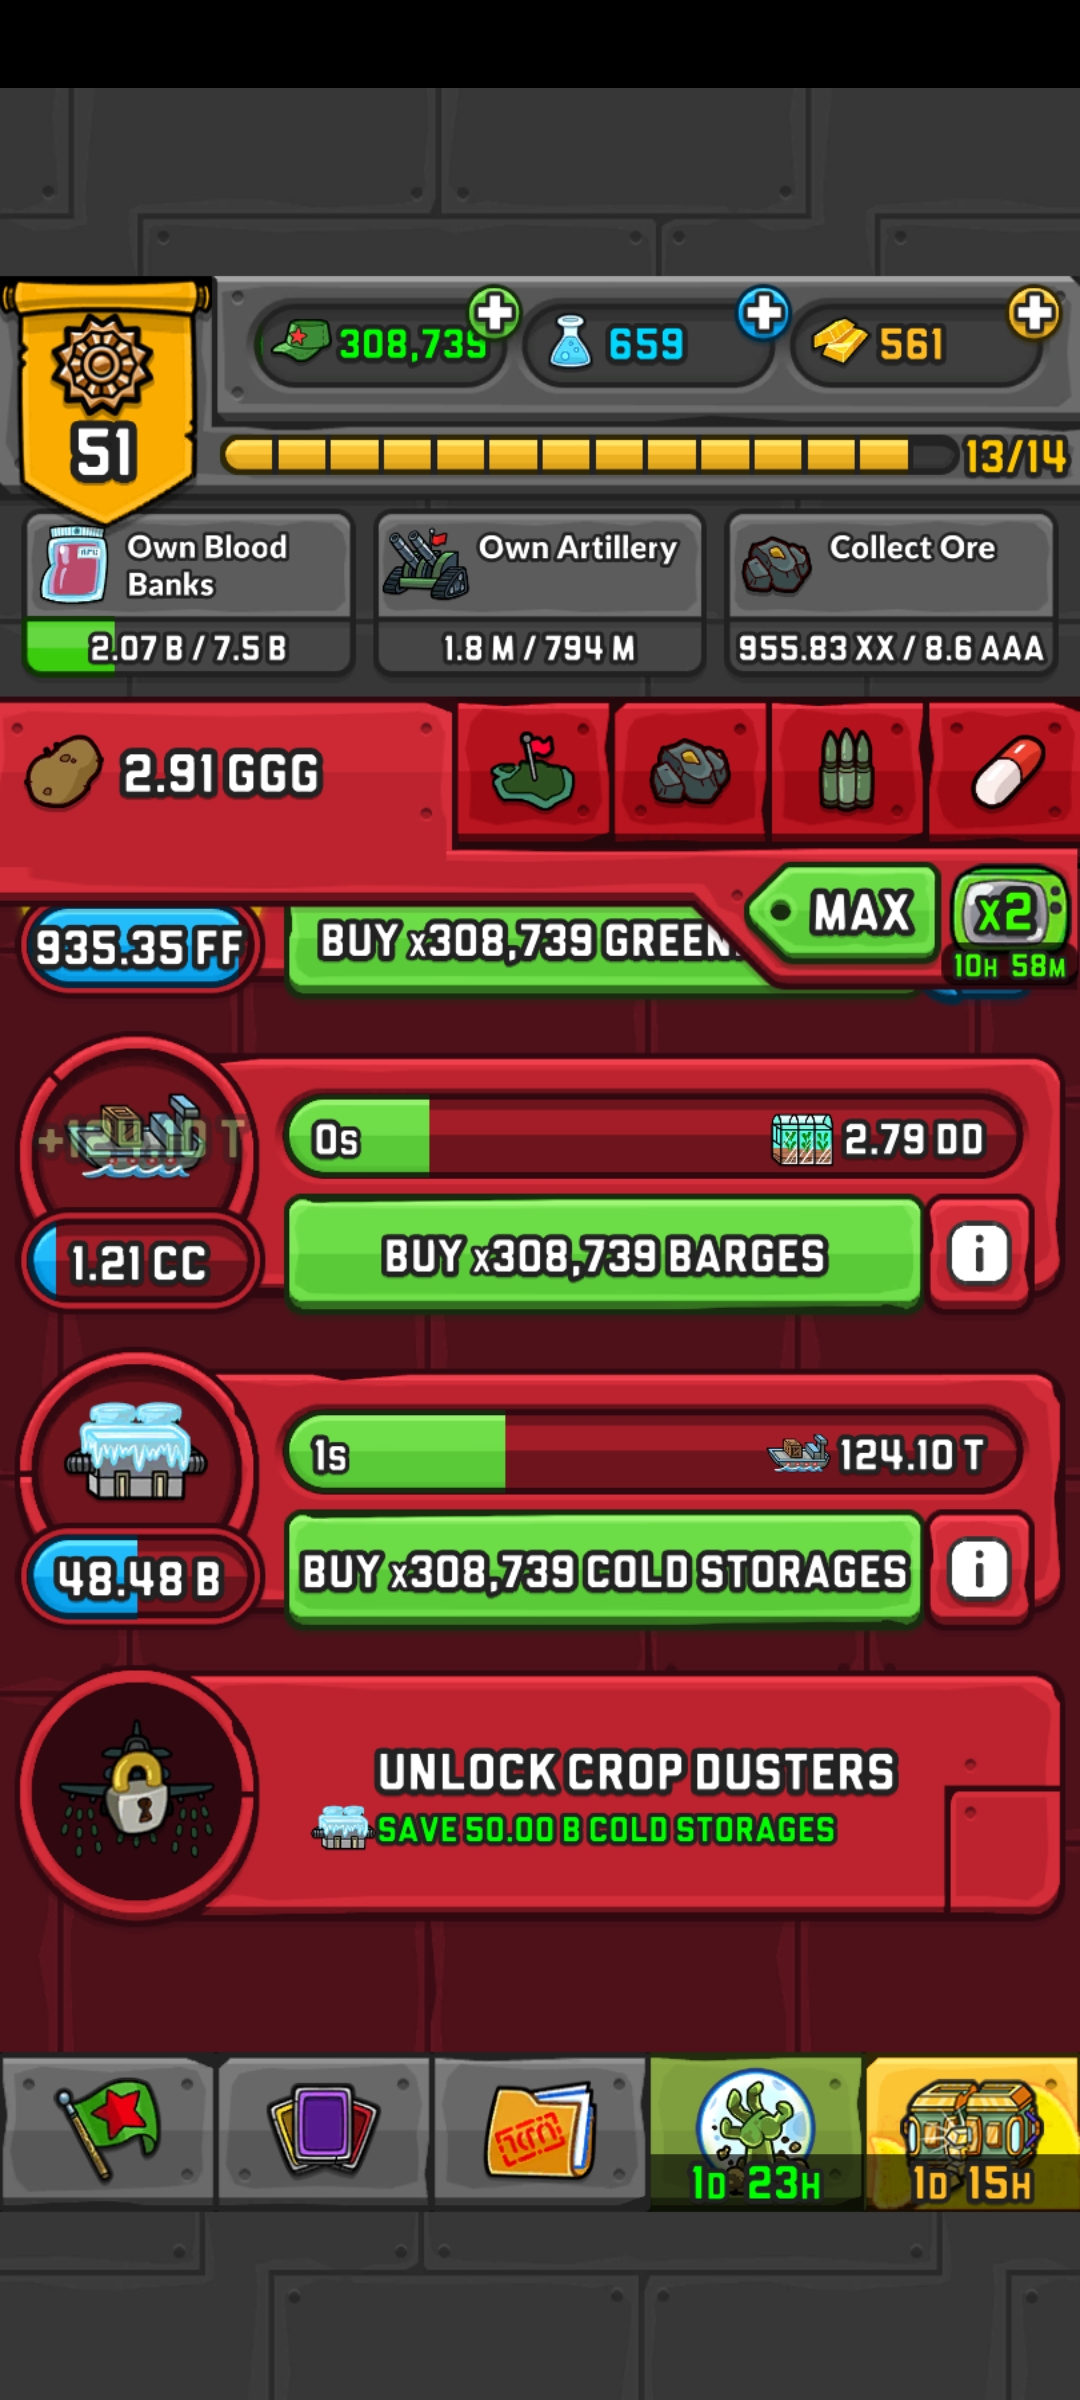 308,739
659
561
51
13/14
Own Blood
Banks
2.07 B / 7.5 B
Own Artillery
1.8 M / 794 M
Collect Ore
955.83 XX / 8.6 AAA
2.91 GGG
MAX
x2
10H 58M
935.35 FF
BUY x308,739 GREEN
+124.10 T
0s
2.79 DD
1.21 CC
BUY x308,739 BARGES
i
1s
124.10 T
48.48 B
BUY x308,739 COLD STORAGES
i
UNLOCK CROP DUSTERS
SAVE 50.00 B COLD STORAGES
1D 23H
1D 15H